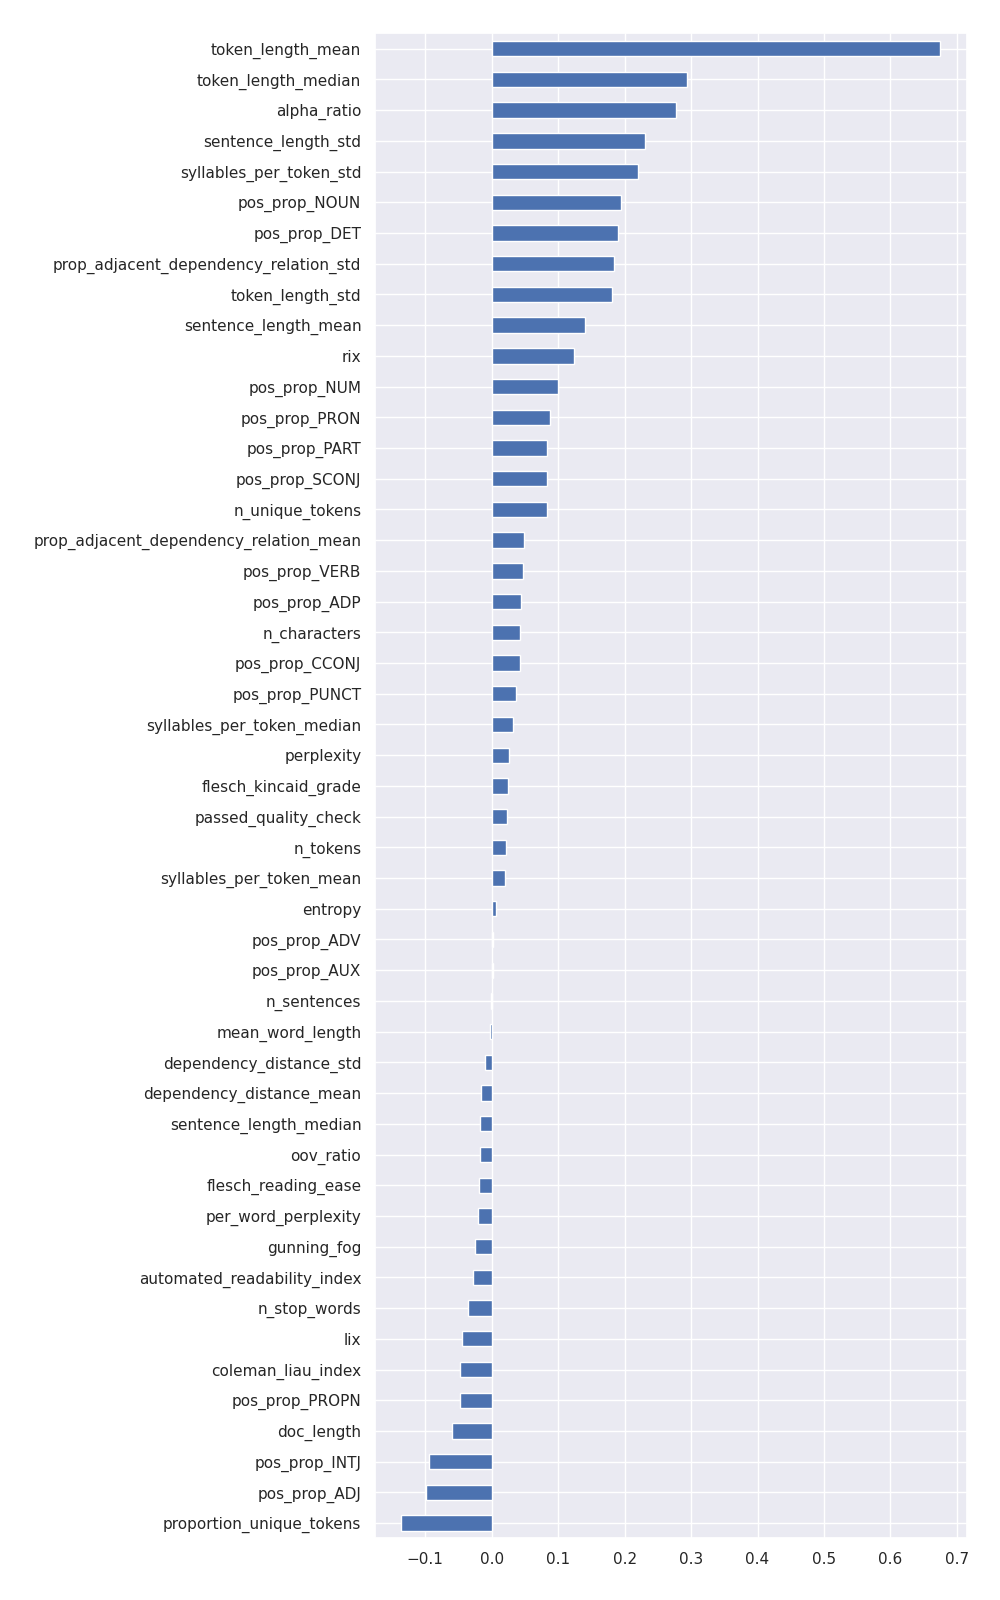 token_length_mean
token_length_median
alpha_ratio
sentence_length_std
syllables_per_token_std
pos_prop_NOUN
pos_prop_DET
prop_adjacent_dependency_relation_std
token_length_std
sentence_length_mean
rix
pos_prop_NUM
pos_prop_PRON
pos_prop_PART
pos_prop_SCONJ
n_unique_tokens
prop_adjacent_dependency_relation_mean
pos_prop_VERB
pos_prop_ADP
n_characters
pos_prop_CCONJ
pos_prop_PUNCT
syllables_per_token_median
perplexity
flesch_kincaid_grade
passed_quality_check
n_tokens
syllables_per_token_mean
entropy
pos_prop_ADV
pos_prop_AUX
n_sentences
mean_word_length
dependency_distance_std
dependency_distance_mean
sentence_length_median
oov_ratio
flesch_reading_ease
per_word_perplexity
gunning_fog
automated_readability_index
n_stop_words
lix
coleman_liau_index
pos_prop_PROPN
doc_length
pos_prop_INTJ
pos_prop_ADJ
proportion_unique_tokens
−0.1 0.0 0.1 0.2 0.3 0.4 0.5 0.6 0.7